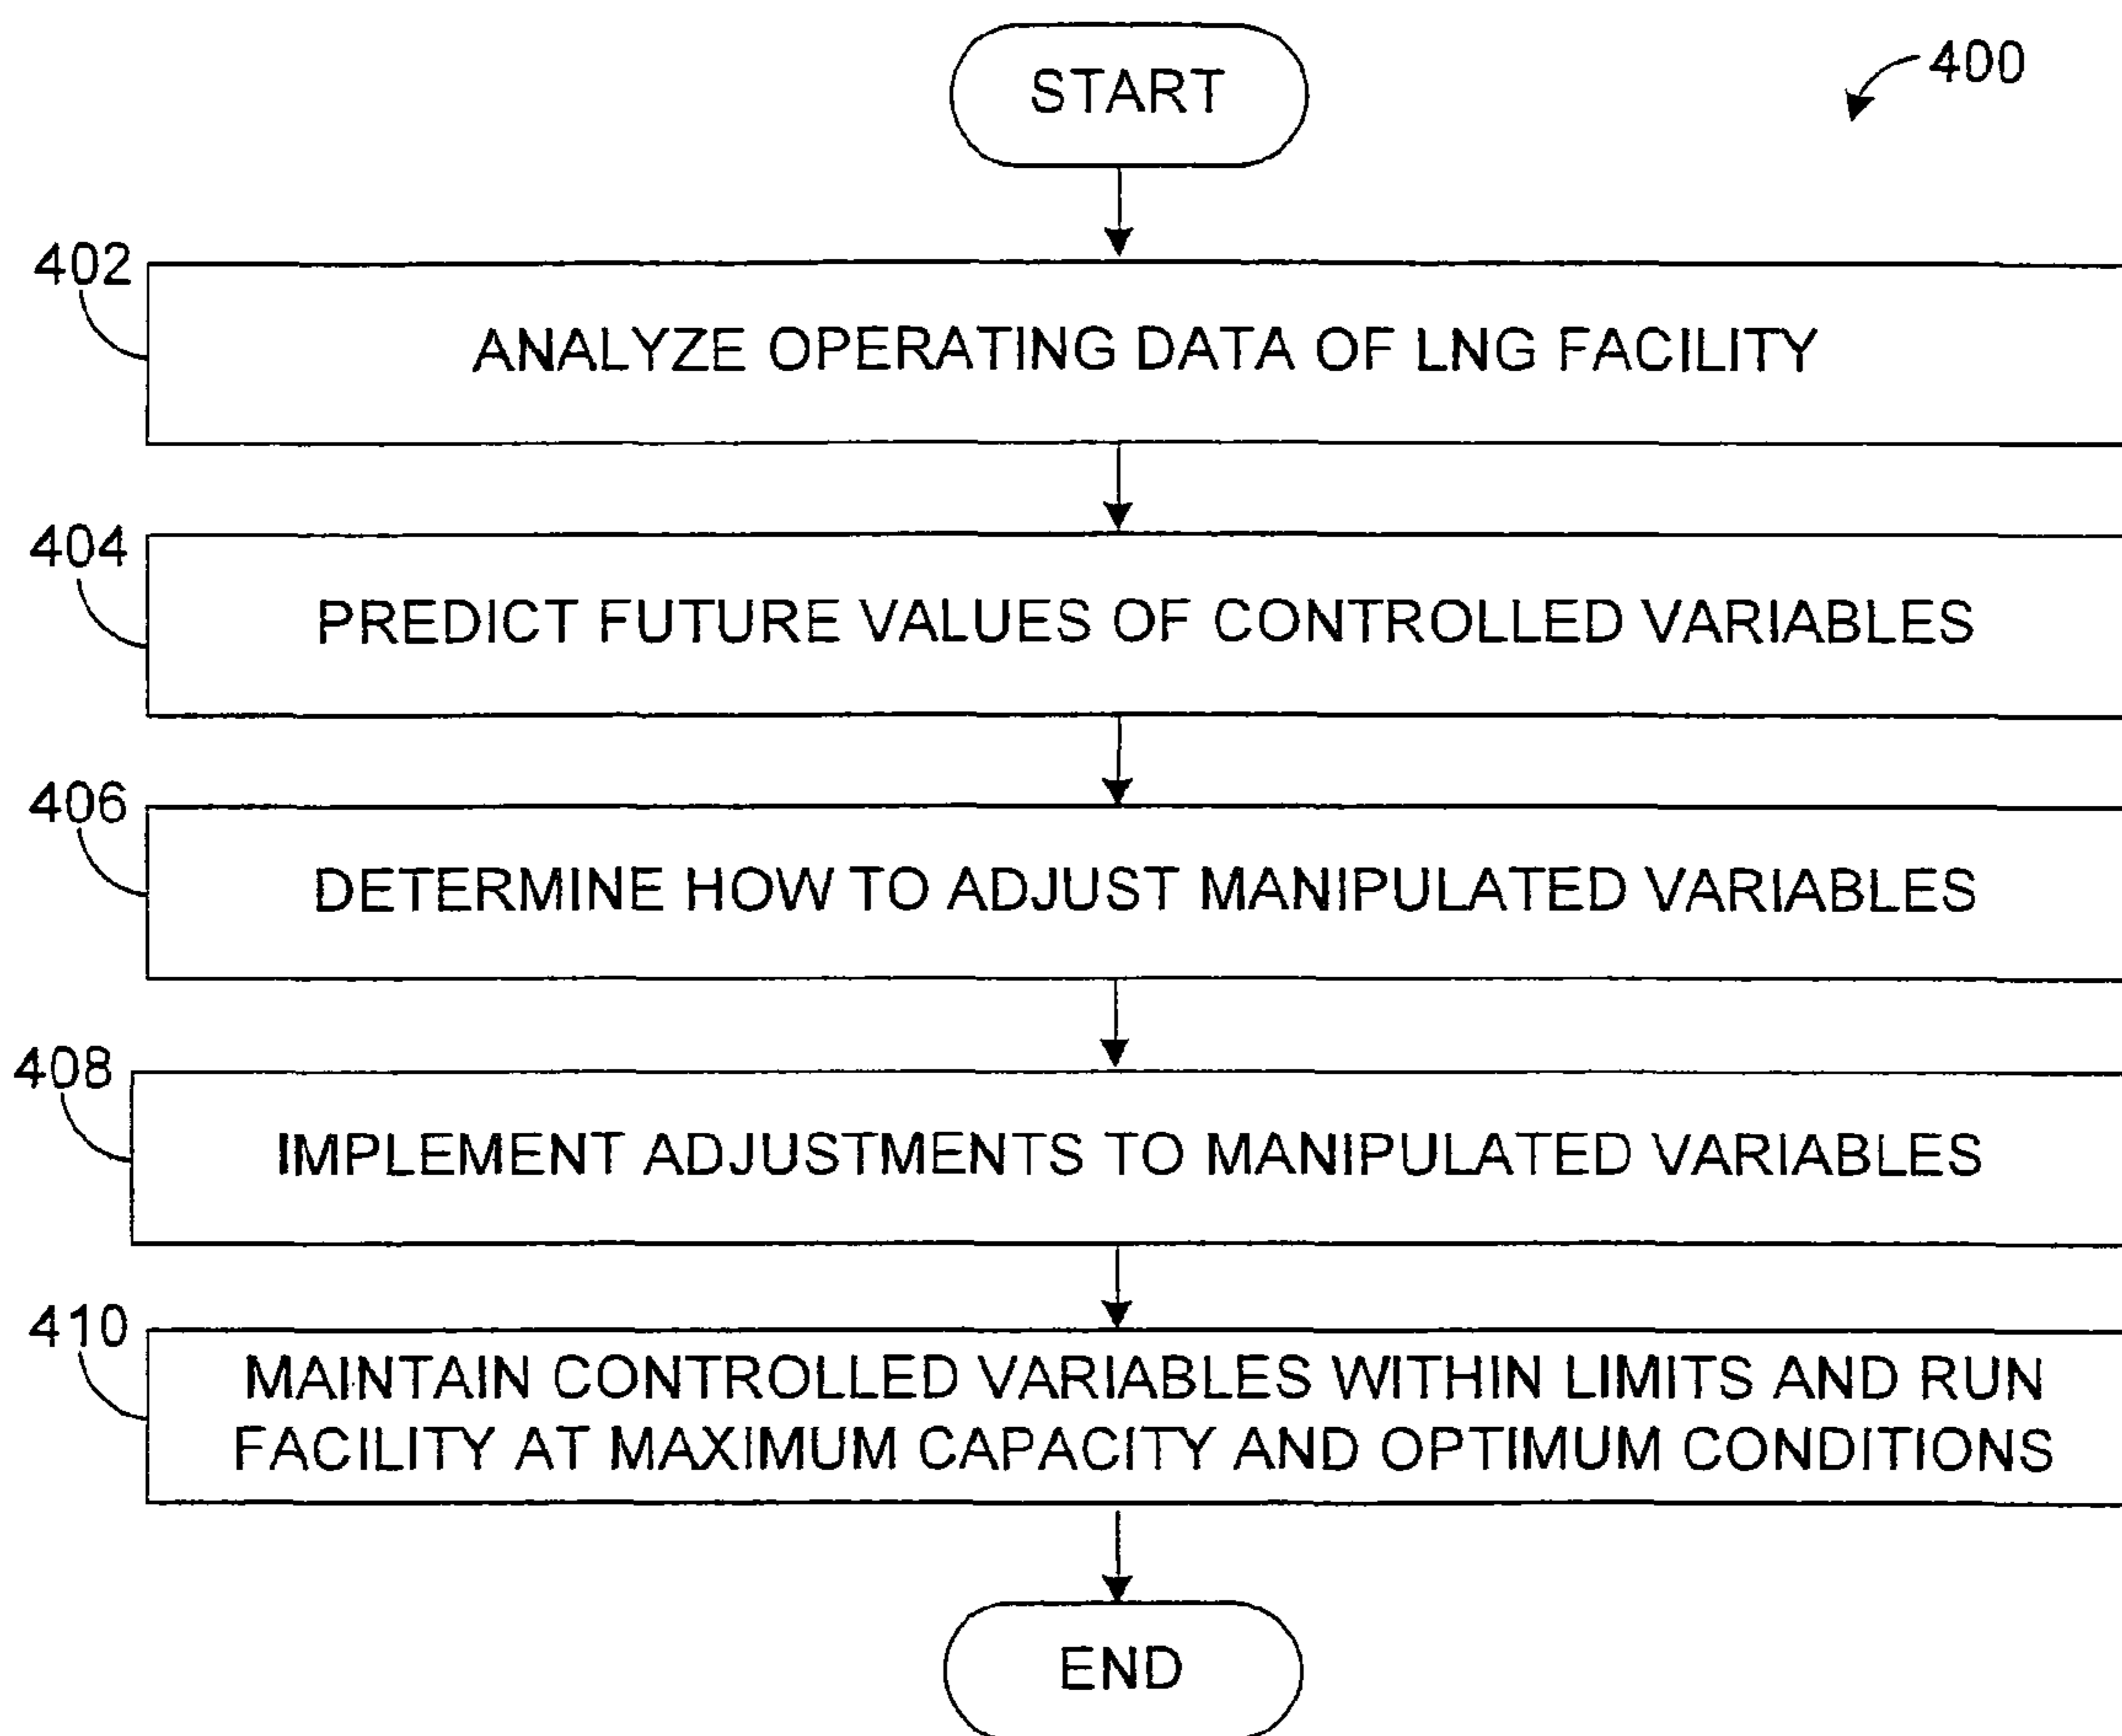 START
400
402
ANALYZE OPERATING DATA OF LNG FACILITY
404
PREDICT FUTURE VALUES OF CONTROLLED VARIABLES
406
DETERMINE HOW TO ADJUST MANIPULATED VARIABLES
408
IMPLEMENT ADJUSTMENTS TO MANIPULATED VARIABLES
410
MAINTAIN CONTROLLED VARIABLES WITHIN LIMITS AND RUN
FACILITY AT MAXIMUM CAPACITY AND OPTIMUM CONDITIONS
END